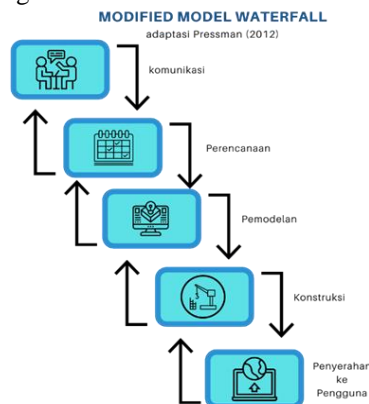 MODIFIED MODEL WATERFALL
adaptasi Pressman (2012)
komunikasi
Perencanaan
Pemodelan
Konstruksi
Penyerahan
ke
Pengguna